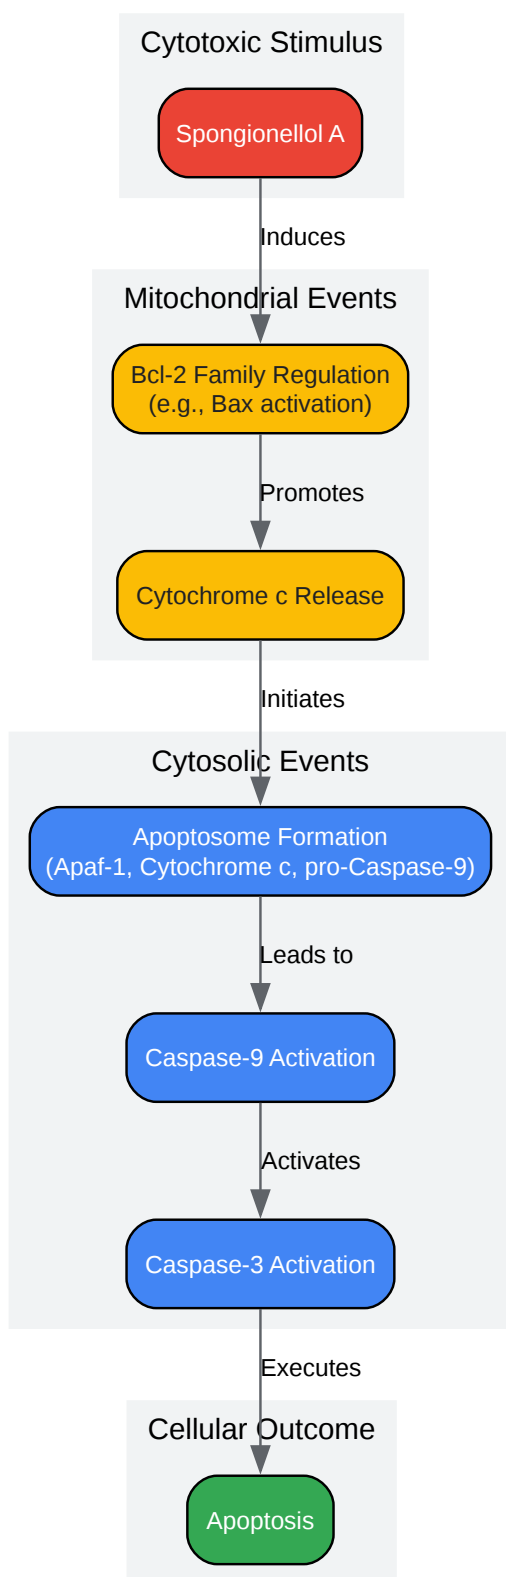 Cytotoxic Stimulus
Spongionellol A
Induces
Mitochondrial Events
Bcl-2 Family Regulation
(e.g., Bax activation)
Promotes
Cytochrome c Release
Initiates
Cytosolic Events
Apoptosome Formation
(Apaf-1, Cytochrome c, pro-Caspase-9)
Leads to
Caspase-9 Activation
Activates
Caspase-3 Activation
Executes
Cellular Outcome
Apoptosis